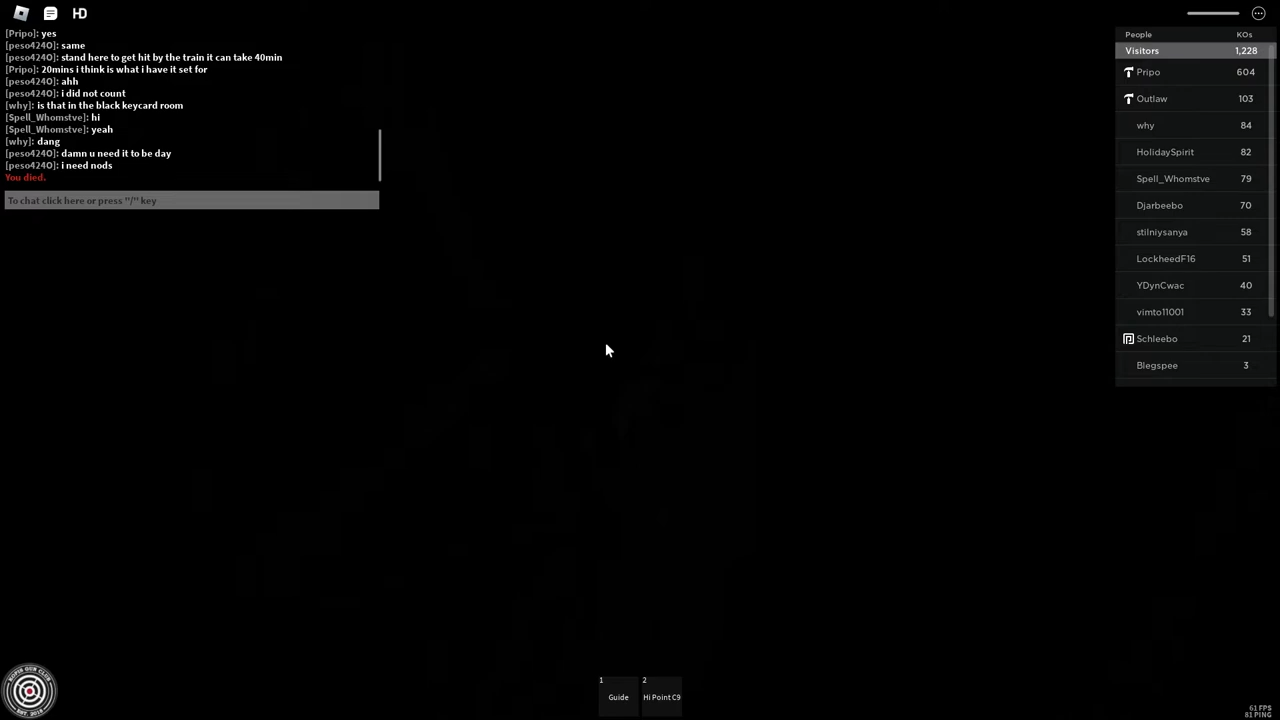 HD
[Pripo]: yes
[peso4240]: same
[peso4240]: stand here to get hit by the train it can take 40min
[Pripo]: 20mins i think is what i have it set for
[peso4240]: ahh
[peso4240]: i did not count
[why]: is that in the black keycard room
[Spell_Whomstve]: hi
[Spell_Whomstve]: yeah
[why]: dang
[peso4240]: damn u need it to be day
[peso4240]: i need nods
You died.
To chat click here or press "/" key
People KOs
Visitors 1,228
Pripo 604
Outlaw 103
why 84
HolidaySpirit 82
Spell_Whomstve 79
Djarbeebo 70
stilniysanya 58
LockheedF16 51
YDynCwac 40
vimto11001 33
Schleebo 21
Blegspee 3
1 2
Guide Hi Point C9
61 FPS
81 PING